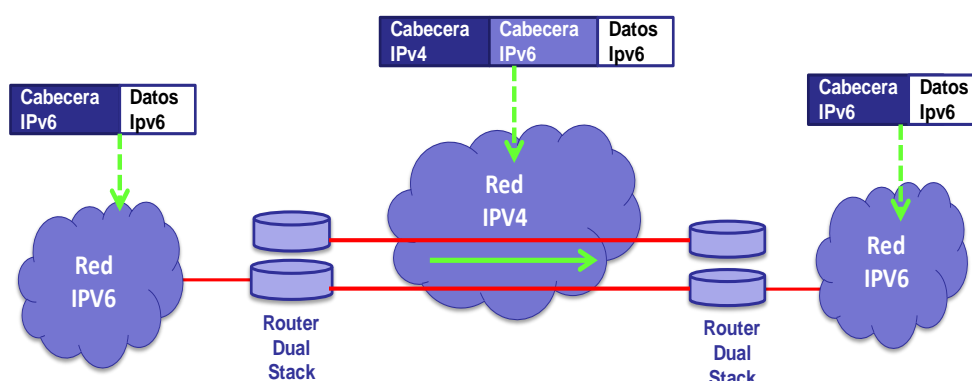 Cabecera IPv4
Cabecera IPv6
Datos Ipv6
Cabecera IPv6
Datos Ipv6
Cabecera IPv6
Datos Ipv6
Red IPV4
Red IPV6
Red IPV6
Router Dual Stack
Router Dual Stack